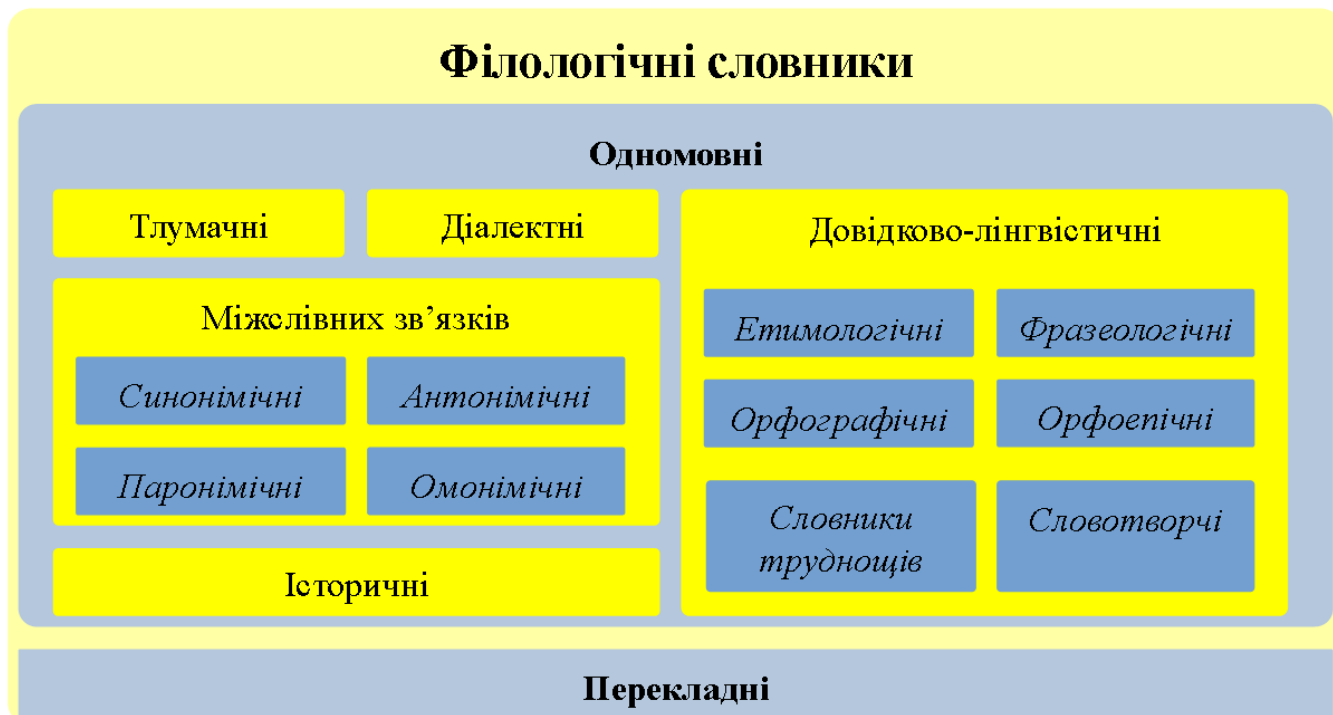 Філологічні словники
Одномовні
Тлумачні
Діалектні
Міжслівних зв’язків
Синонімічні
Антонімічні
Паронімічні
Омонімічні
Історичні
Довідково-лінгвістичні
Етимологічні
Фразеологічні
Орфографічні
Орфоепічні
Словники
труднощів
Словотворчі
Перекладні